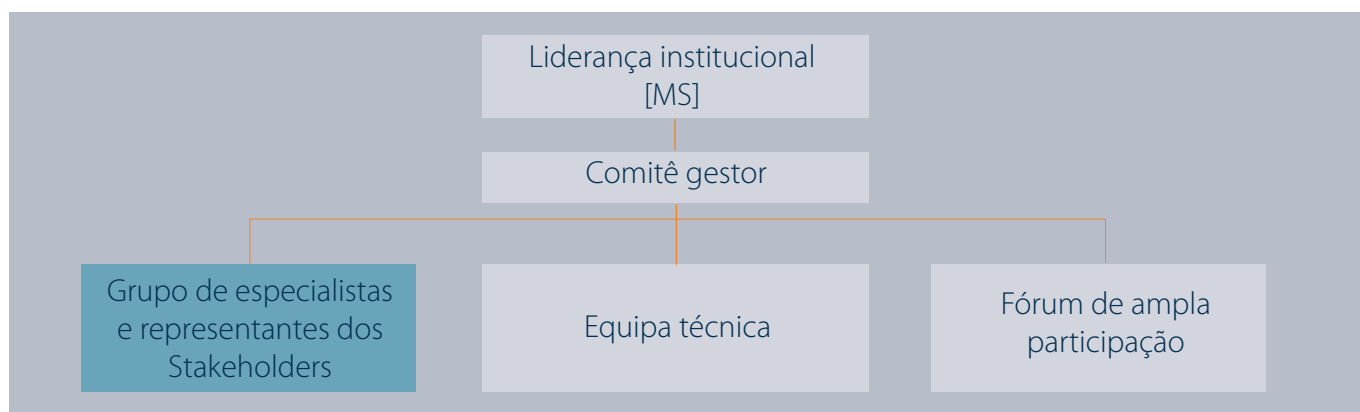 Liderança institucional
[MS]
Comitê gestor
Grupo de especialistas
e representantes dos
Stakeholders
Equipa técnica
Fórum de ampla
participação